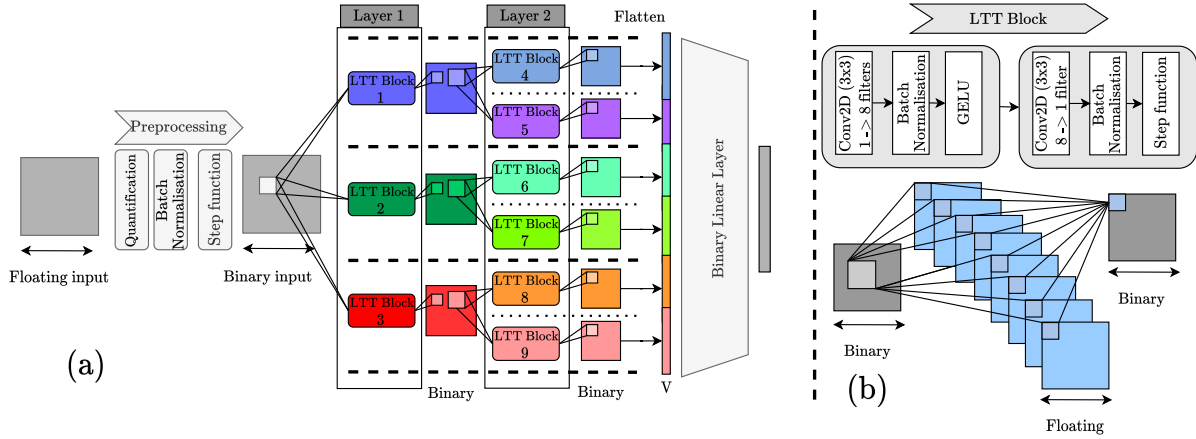 Layer 1
Layer 2
Flatten
Preprocessing
Floating input
Quantification
Batch
Normalisation
Step function
Binary input
LTT Block
1
LTT Block
2
LTT Block
3
Binary
LTT Block
4
LTT Block
5
LTT Block
6
LTT Block
7
LTT Block
8
LTT Block
9
Binary
V
Binary Linear Layer
(a)
LTT Block
Conv2D (3x3)
1 -> 8 filters
Batch
Normalisation
GELU
Conv2D (3x3)
8 -> 1 filter
Batch
Normalisation
Step function
Binary
Binary
Floating
(b)